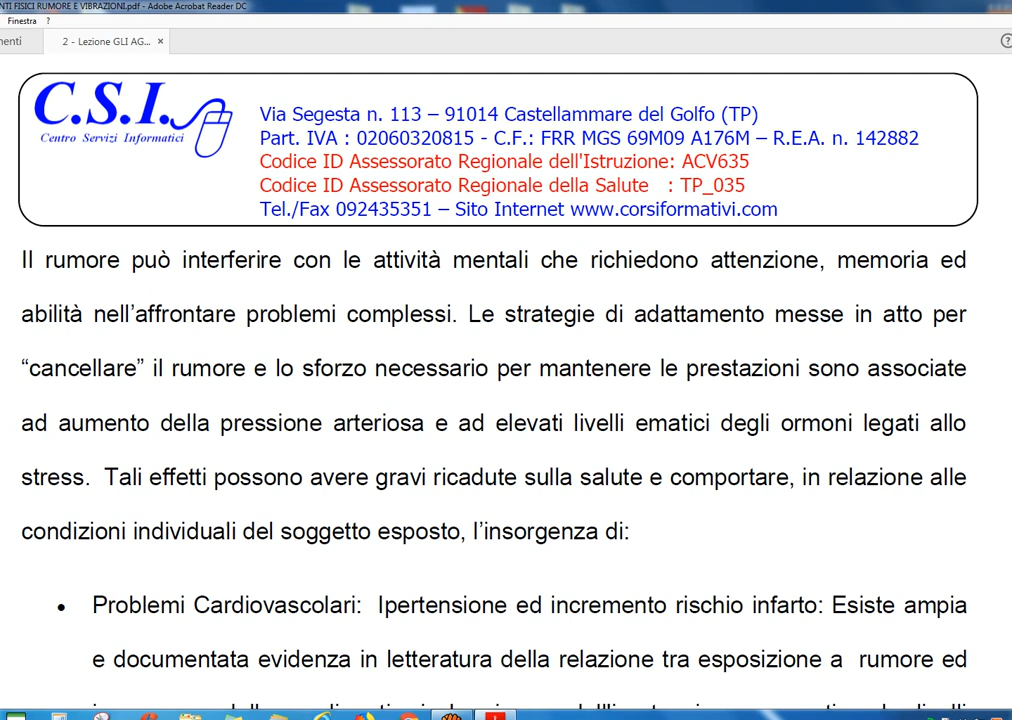 NTI FISICI RUMORE E VIBRAZIONI.pdf - Adobe Acrobat Reader DC
Finestra ?
menti 2 - Lezione GLI AG... × ?
C.S.I.
Centro Servizi Informatici
Via Segesta n. 113 – 91014 Castellammare del Golfo (TP)
Part. IVA : 02060320815 - C.F.: FRR MGS 69M09 A176M – R.E.A. n. 142882
Codice ID Assessorato Regionale dell'Istruzione: ACV635
Codice ID Assessorato Regionale della Salute : TP_035
Tel./Fax 092435351 – Sito Internet www.corsiformativi.com
Il rumore può interferire con le attività mentali che richiedono attenzione, memoria ed
abilità nell’affrontare problemi complessi. Le strategie di adattamento messe in atto per
“cancellare” il rumore e lo sforzo necessario per mantenere le prestazioni sono associate
ad aumento della pressione arteriosa e ad elevati livelli ematici degli ormoni legati allo
stress. Tali effetti possono avere gravi ricadute sulla salute e comportare, in relazione alle
condizioni individuali del soggetto esposto, l’insorgenza di:
• Problemi Cardiovascolari: Ipertensione ed incremento rischio infarto: Esiste ampia
e documentata evidenza in letteratura della relazione tra esposizione a rumore ed